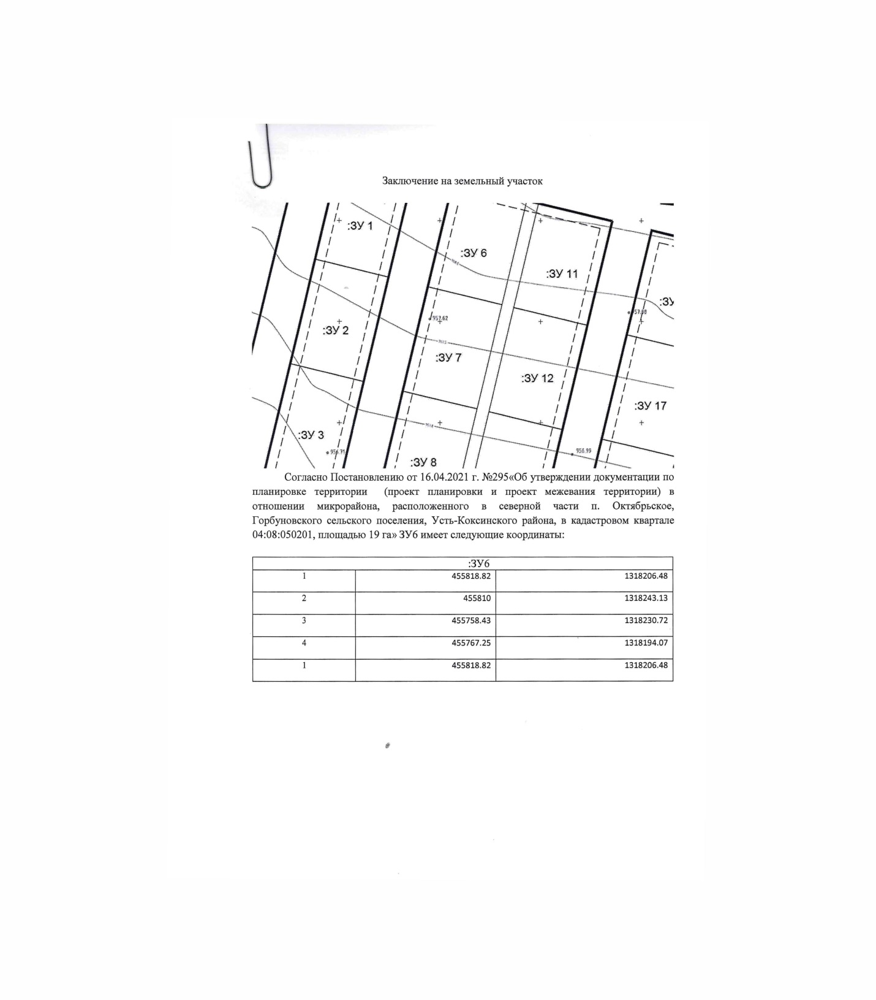 Заключение на земельный участок
:ЗУ 1
:ЗУ 6
:ЗУ 11
:ЗУ
957.62
:ЗУ 2
:ЗУ 7
:ЗУ 12
:ЗУ 17
:ЗУ 3
956.71
956.99
:ЗУ 8
Согласно Постановлению от 16.04.2021 г. №295«Об утверждении документации по
планировке территории (проект планировки и проект межевания территории) в
отношении микрорайона, расположенного в северной части п. Октябрьское,
Горбуновского сельского поселения, Усть-Коксинского района, в кадастровом квартале
04:08:050201, площадью 19 га» ЗУ6 имеет следующие координаты:
:ЗУ6
1 455818.82 1318206.48
2 455810 1318243.13
3 455758.43 1318230.72
4 455767.25 1318194.07
1 455818.82 1318206.48